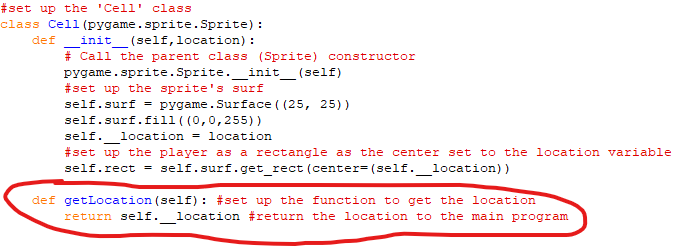 #set up the 'Cell' class
class Cell(pygame.sprite.Sprite):
    def __init__(self,location):
        # Call the parent class (Sprite) constructor
        pygame.sprite.Sprite.__init__(self)
        #set up the sprite's surf
        self.surf = pygame.Surface((25, 25))
        self.surf.fill((0,0,255))
        self.__location = location
        #set up the player as a rectangle as the center set to the location variable
        self.rect = self.surf.get_rect(center=(self.__location))
    def getLocation(self): #set up the function to get the location
        return self.__location #return the location to the main program